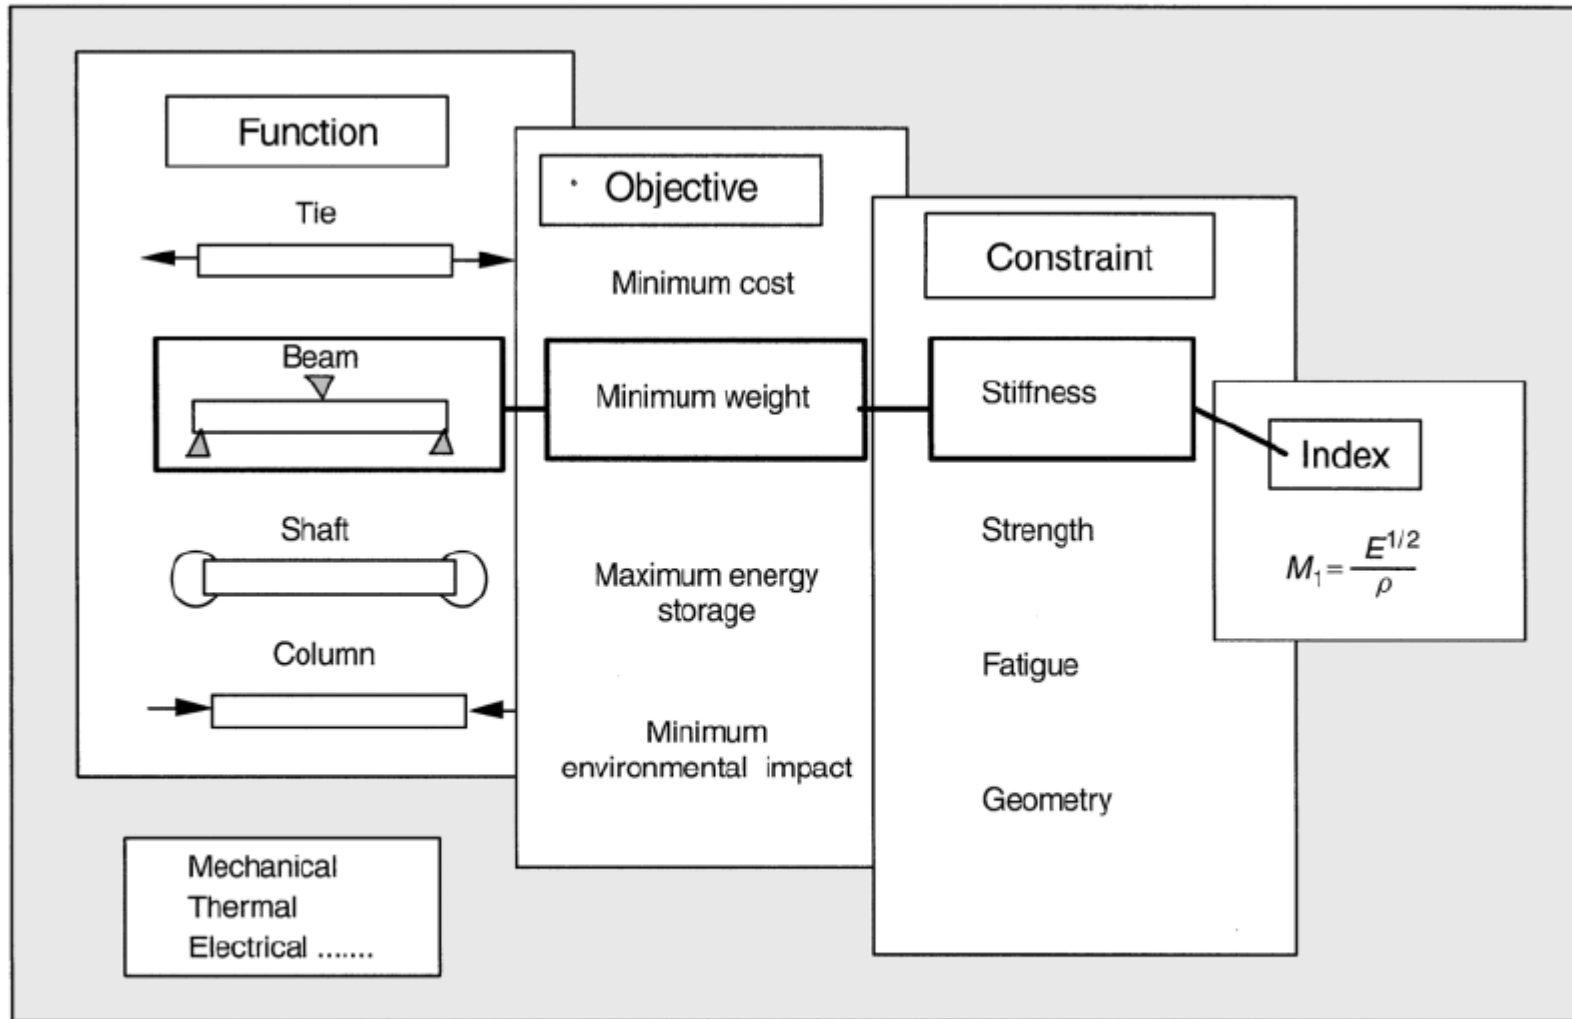 Function
Tie
Beam
Shaft
Column
Mechanical
Thermal
Electrical .......
Objective
Minimum cost
Minimum weight
Maximum energy
storage
Minimum
environmental impact
Constraint
Stiffness
Strength
Fatigue
Geometry
Index
M₁ = E^{1/2} / ρ